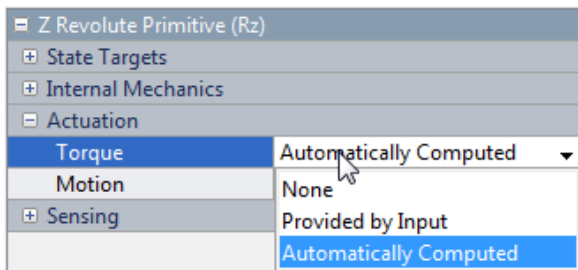 Z Revolute Primitive (Rz)
State Targets
Internal Mechanics
Actuation
Torque Automatically Computed
Motion None
Provided by Input
Sensing Automatically Computed